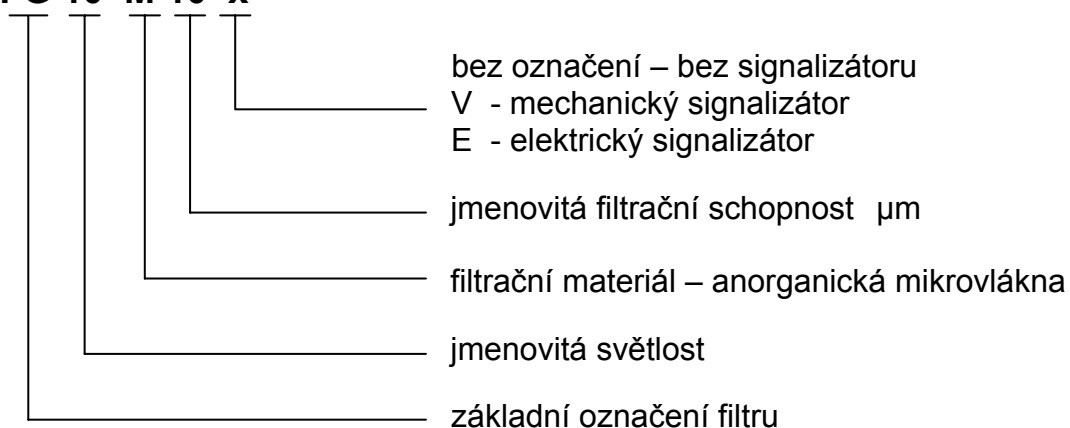 bez označení – bez signalizátoru
V - mechanický signalizátor
E - elektrický signalizátor
jmenovitá filtrační schopnost µm
filtrační materiál – anorganická mikrovlákna
jmenovitá světlost
základní označení filtru